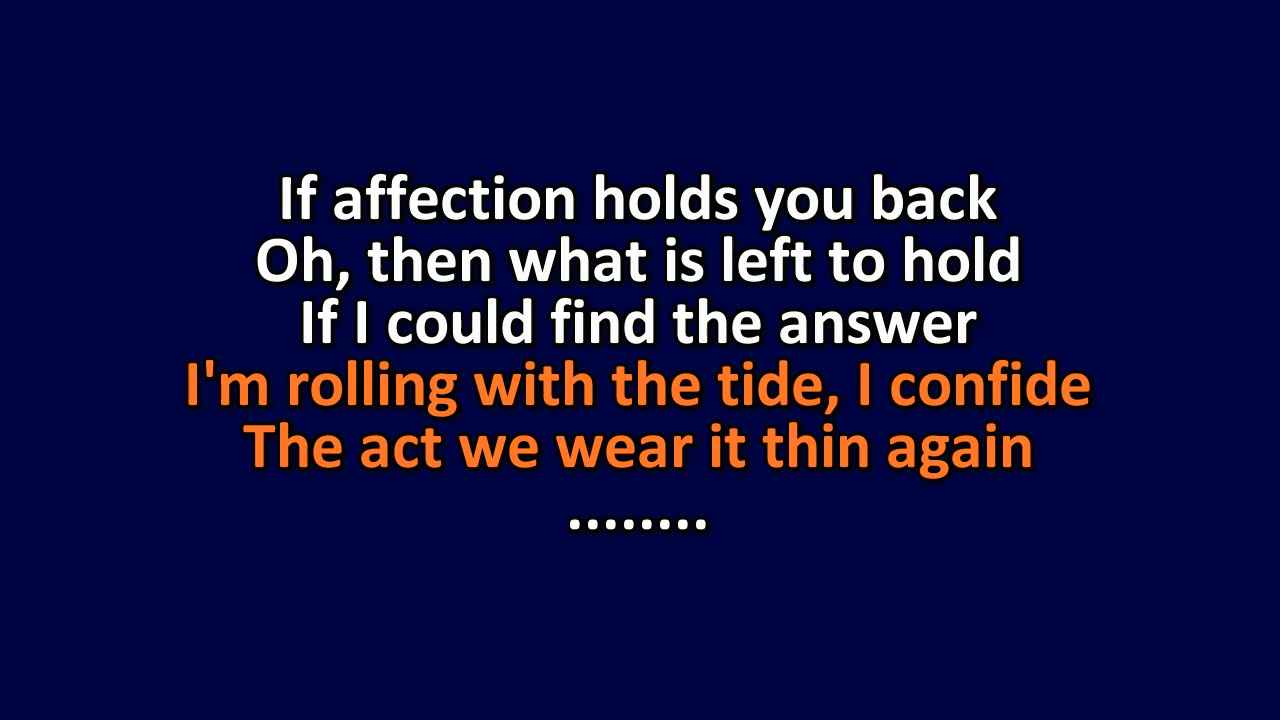 If affection holds you back
Oh, then what is left to hold
If I could find the answer
I'm rolling with the tide, I confide
The act we wear it thin again
........